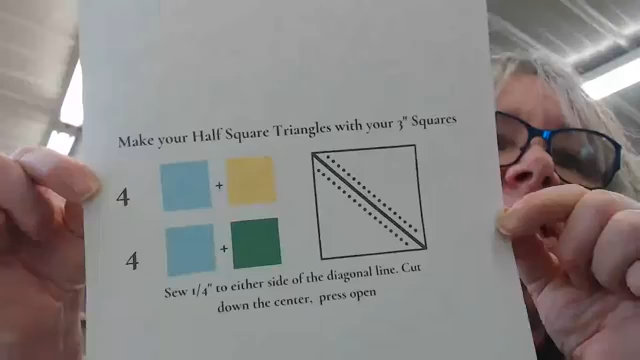 Make your Half Square Triangles with your 3" Squares
4 +
4 +
Sew 1/4" to either side of the diagonal line. Cut
down the center, press open